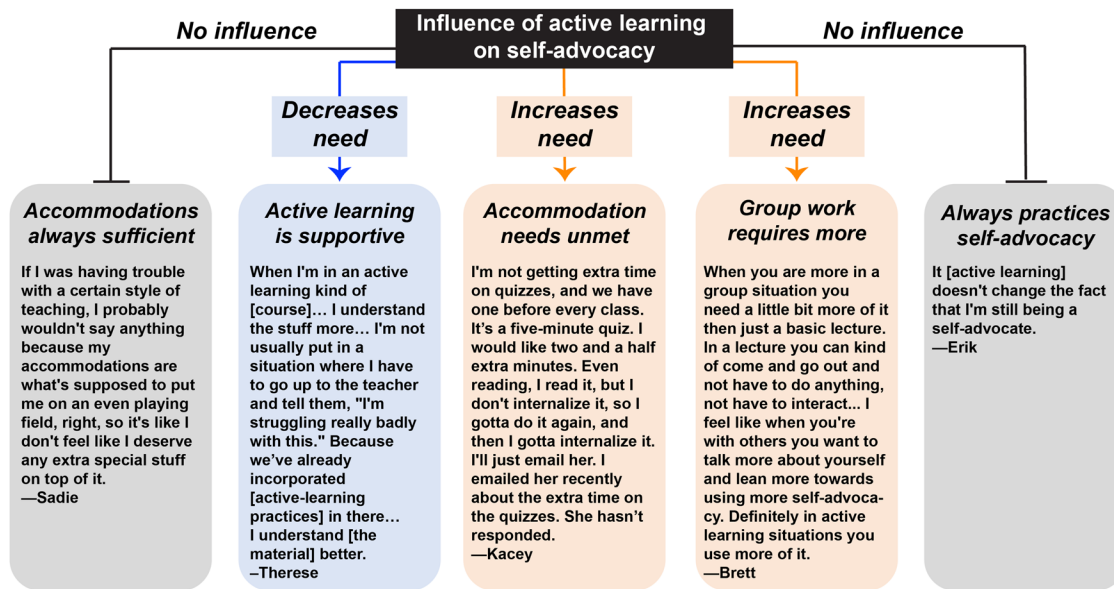 Influence of active learning
on self-advocacy
No influence
No influence
Decreases
need
Increases
need
Increases
need
Accommodations
always sufficient
If I was having trouble
with a certain style of
teaching, I probably
wouldn't say anything
because my
accommodations are
what's supposed to put
me on an even playing
field, right, so it's like I
don't feel like I deserve
any extra special stuff
on top of it.
—Sadie
Active learning
is supportive
When I'm in an active
learning kind of
[course]... I understand
the stuff more... I'm not
usually put in a
situation where I have
to go up to the teacher
and tell them, "I'm
struggling really badly
with this." Because
we've already
incorporated
[active-learning
practices] in there...
I understand [the
material] better.
–Therese
Accommodation
needs unmet
I'm not getting extra time
on quizzes, and we have
one before every class.
It's a five-minute quiz. I
would like two and a half
extra minutes. Even
reading, I read it, but I
don't internalize it, so I
gotta do it again, and
then I gotta internalize it.
I'll just email her. I
emailed her recently
about the extra time on
the quizzes. She hasn't
responded.
—Kacey
Group work
requires more
When you are more in a
group situation you
need a little bit more of it
then just a basic lecture.
In a lecture you can kind
of come and go out and
not have to do anything,
not have to interact... I
feel like when you're
with others you want to
talk more about yourself
and lean more towards
using more self-advoca-
cy. Definitely in active
learning situations you
use more of it.
—Brett
Always practices
self-advocacy
It [active learning]
doesn't change the fact
that I'm still being a
self-advocate.
—Erik